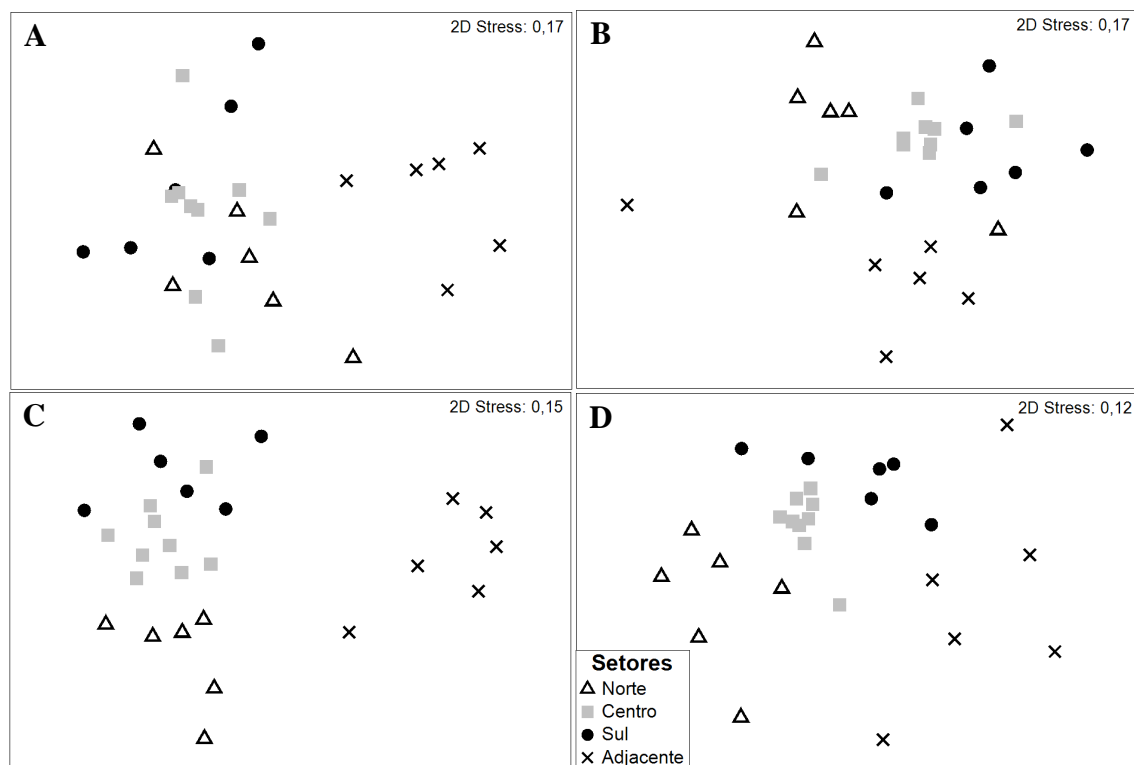 A
2D Stress: 0,17
B
2D Stress: 0,17
C
2D Stress: 0,15
D
2D Stress: 0,12
Setores
Norte
Centro
Sul
Adjacente